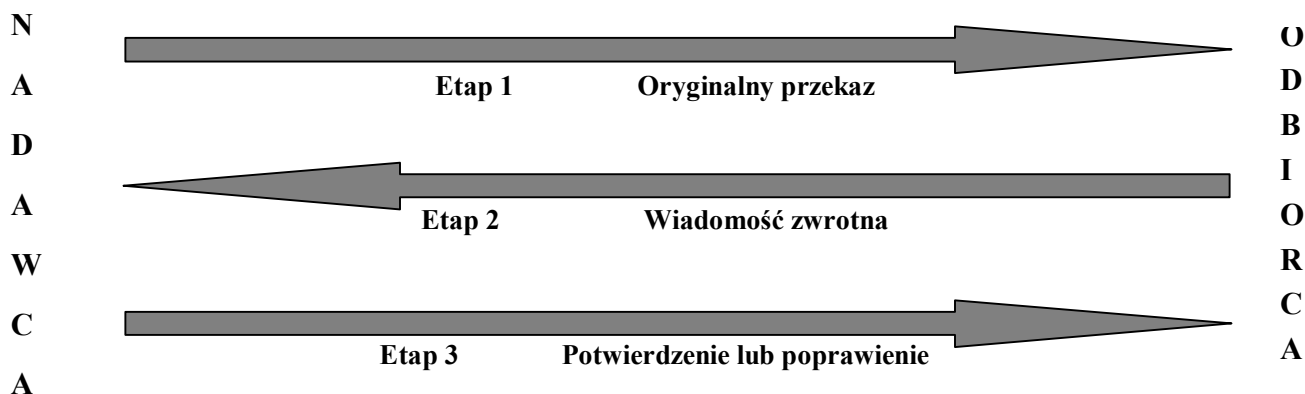 NADAWCA
Etap 1 Oryginalny przekaz
Etap 2 Wiadomość zwrotna
Etap 3 Potwierdzenie lub poprawienie
ODBIORCA